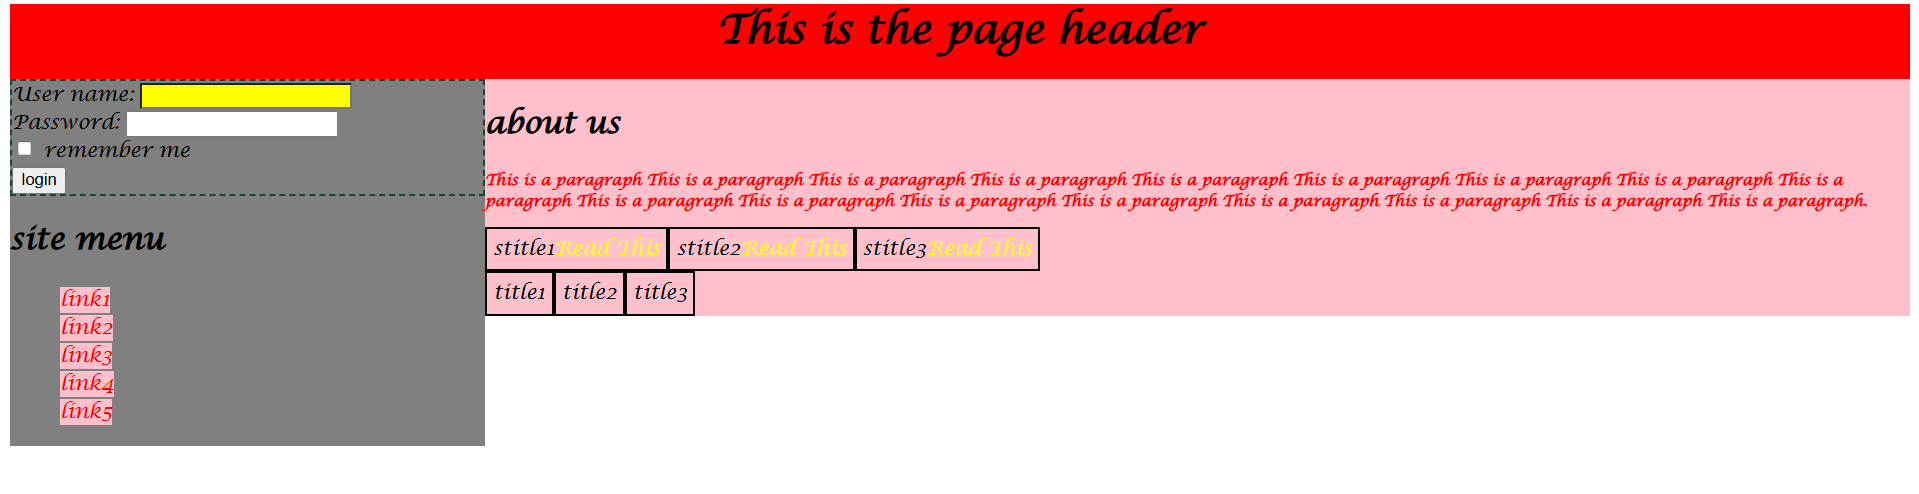 This is the page header
User name:
Password:
remember me
login
site menu
link1
link2
link3
link4
link5
about us
This is a paragraph This is a paragraph This is a paragraph This is a paragraph This is a paragraph This is a paragraph This is a paragraph This is a paragraph This is a
paragraph This is a paragraph This is a paragraph This is a paragraph This is a paragraph This is a paragraph This is a paragraph This is a paragraph This is a paragraph.
stitle1Read This stitle2Read This stitle3Read This
title1 title2 title3